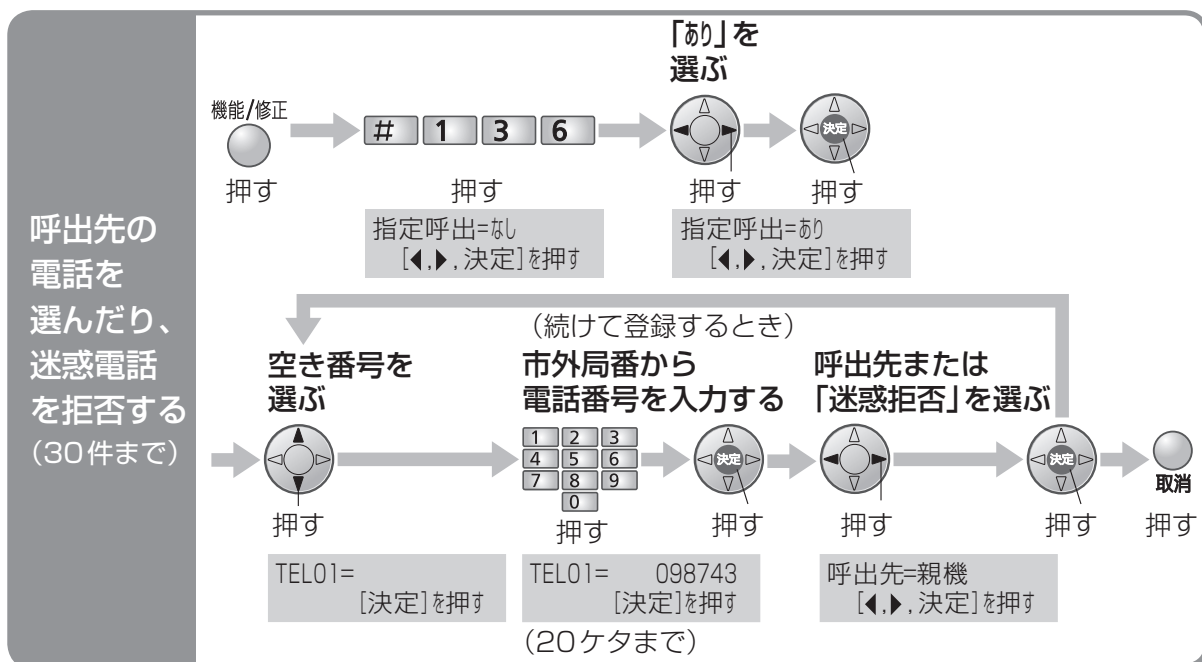 呼出先の
電話を
選んだり、
迷惑電話
を拒否する
(30件まで)
「あり」を
選ぶ
機能/修正
# 1 3 6
決定
押す 押す 押す 押す
指定呼出=なし
[◀,▶,決定]を押す
指定呼出=あり
[◀,▶,決定]を押す
(続けて登録するとき)
空き番号を
選ぶ
市外局番から
電話番号を入力する
呼出先または
「迷惑拒否」を選ぶ
1 2 3
4 5 6
7 8 9
0
決定
決定
取消
押す 押す 押す 押す 押す 押す
TEL01=
[決定]を押す
TEL01= 098743
[決定]を押す
呼出先=親機
[◀,▶,決定]を押す
(20ケタまで)